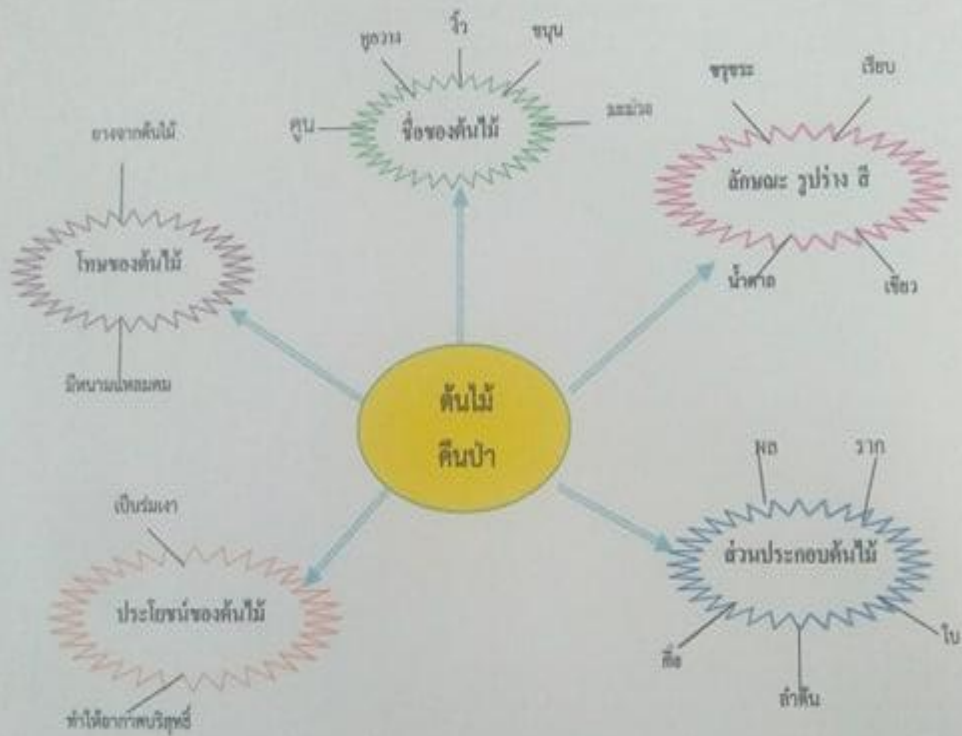 หูกวาง
งิ้ว
ขนุน
คูน
ชื่อของต้นไม้
มะม่วง
ขรุขระ
เรียบ
ลักษณะ รูปร่าง สี
น้ำตาล
เขียว
ยางจากต้นไม้
โทษของต้นไม้
มีหนามแหลมคม
ต้นไม้
คืนป่า
ผล
ราก
ส่วนประกอบต้นไม้
ใบ
ลำต้น
เป็นร่มเงา
ประโยชน์ของต้นไม้
ทำให้อากาศบริสุทธิ์